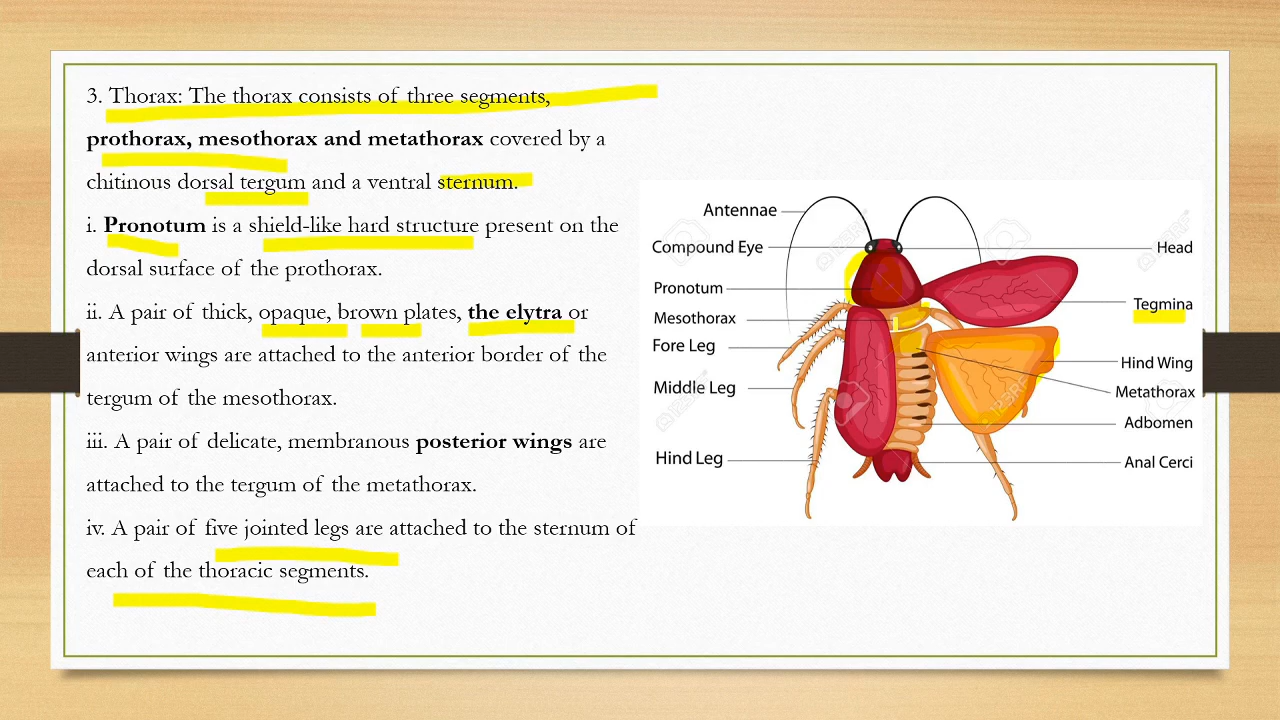 3. Thorax: The thorax consists of three segments,
prothorax, mesothorax and metathorax covered by a
chitinous dorsal tergum and a ventral sternum.
i. Pronotum is a shield-like hard structure present on the
dorsal surface of the prothorax.
ii. A pair of thick, opaque, brown plates, the elytra or
anterior wings are attached to the anterior border of the
tergum of the mesothorax.
iii. A pair of delicate, membranous posterior wings are
attached to the tergum of the metathorax.
iv. A pair of five jointed legs are attached to the sternum of
each of the thoracic segments.
Antennae
Compound Eye
Pronotum
Mesothorax
Fore Leg
Middle Leg
Hind Leg
Head
Tegmina
Hind Wing
Metathorax
Adbomen
Anal Cerci